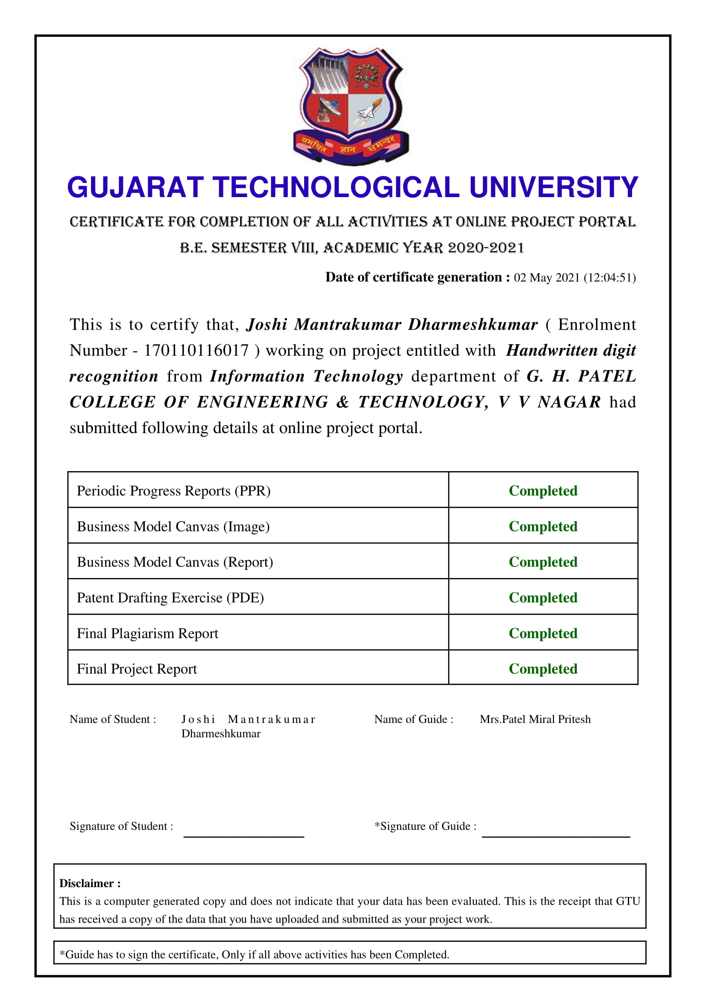 समुचित ज्ञान समन्वय
GUJARAT TECHNOLOGICAL UNIVERSITY
CERTIFICATE FOR COMPLETION OF ALL ACTIVITIES AT ONLINE PROJECT PORTAL
B.E. SEMESTER VIII, ACADEMIC YEAR 2020-2021
Date of certificate generation : 02 May 2021 (12:04:51)
This is to certify that, Joshi Mantrakumar Dharmeshkumar ( Enrolment
Number - 170110116017 ) working on project entitled with Handwritten digit
recognition from Information Technology department of G. H. PATEL
COLLEGE OF ENGINEERING & TECHNOLOGY, V V NAGAR had
submitted following details at online project portal.
Periodic Progress Reports (PPR) Completed
Business Model Canvas (Image) Completed
Business Model Canvas (Report) Completed
Patent Drafting Exercise (PDE) Completed
Final Plagiarism Report Completed
Final Project Report Completed
Name of Student : Joshi Mantrakumar Name of Guide : Mrs.Patel Miral Pritesh
Dharmeshkumar
Signature of Student : *Signature of Guide :
Disclaimer :
This is a computer generated copy and does not indicate that your data has been evaluated. This is the receipt that GTU
has received a copy of the data that you have uploaded and submitted as your project work.
*Guide has to sign the certificate, Only if all above activities has been Completed.